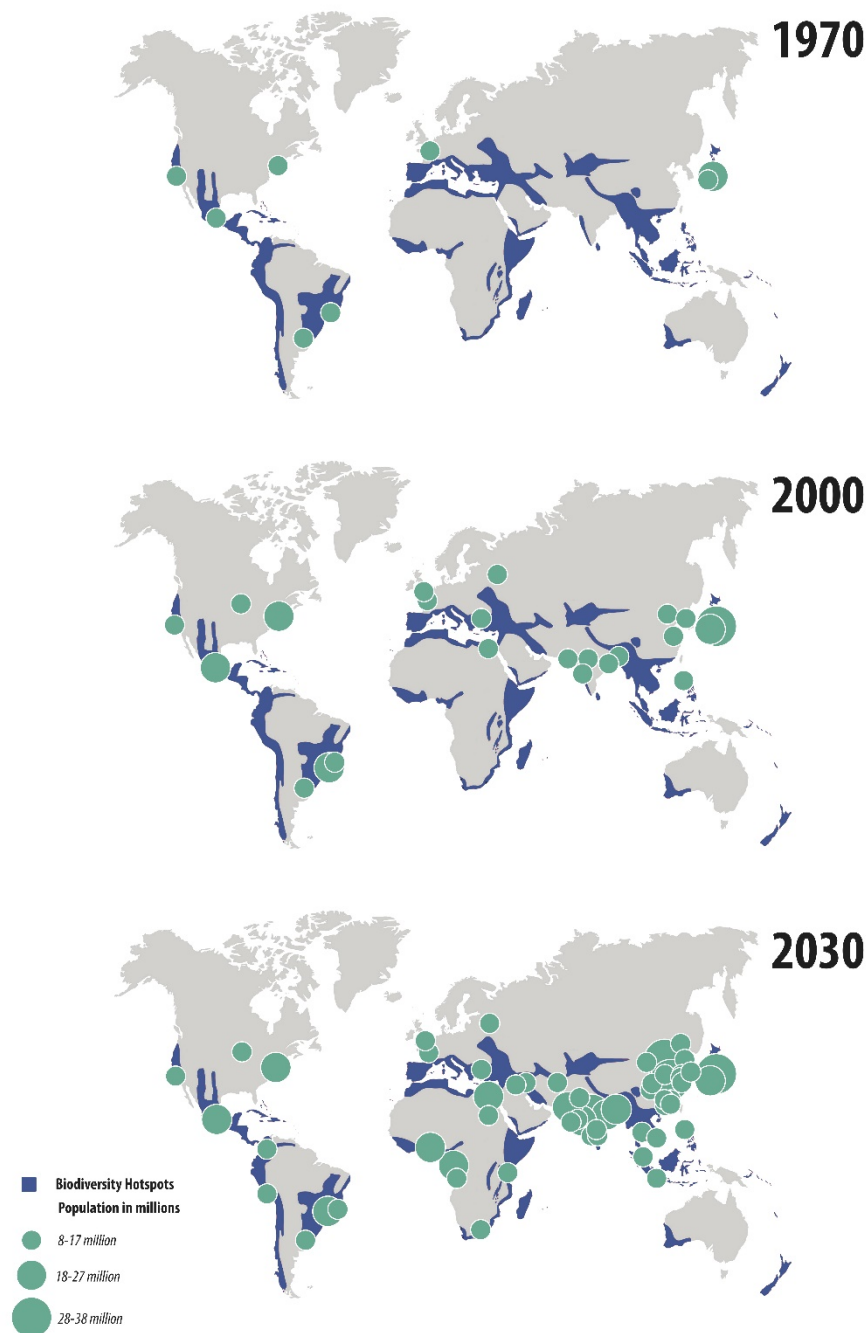 1970
2000
2030
Biodiversity Hotspots
Population in millions
8-17 million
18-27 million
28-38 million